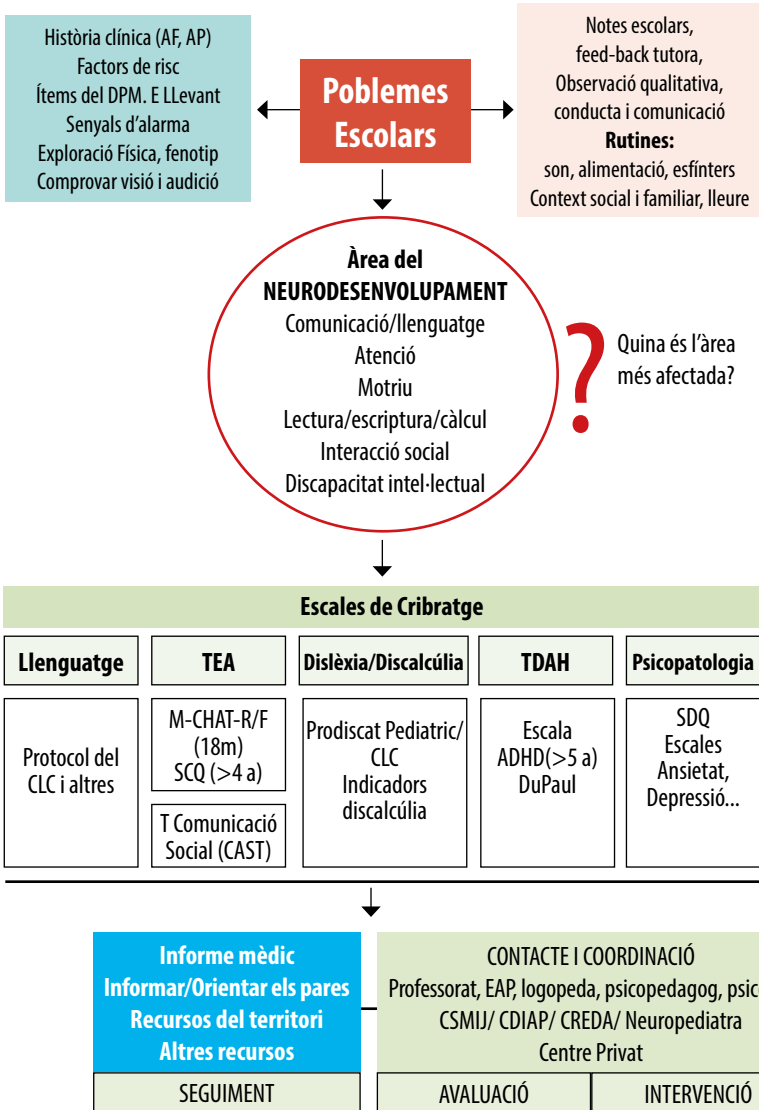 Història clínica (AF, AP)
Factors de risc
Ítems del DPM. E LLevant
Senyals d'alarma
Exploració Física, fenotip
Comprovar visió i audició
Poblemes
Escolars
Notes escolars,
feed-back tutora,
Observació qualitativa,
conducta i comunicació
Rutines:
son, alimentació, esfínters
Context social i familiar, lleure
Àrea del
NEURODESENVOLUPAMENT
Comunicació/llenguatge
Atenció
Motriu
Lectura/escriptura/càlcul
Interacció social
Discapacitat intel·lectual
?
Quina és l'àrea
més afectada?
Escales de Cribratge
Llenguatge
Protocol del
CLC i altres
TEA
M-CHAT-R/F
(18m)
SCQ (>4 a)
T Comunicació
Social (CAST)
Dislèxia/Discalcúlia
Prodiscat Pediatric/
CLC
Indicadors
discalcúlia
TDAH
Escala
ADHD(>5 a)
DuPaul
Psicopatologia
SDQ
Escales
Ansietat,
Depressió...
Informe mèdic
Informar/Orientar els pares
Recursos del territori
Altres recursos
SEGUIMENT
CONTACTE I COORDINACIÓ
Professorat, EAP, logopeda, psicopedagog,
CSMIJ/ CDIAP/ CREDA/ Neuropediatra
Centre Privat
AVALUACIÓ
INTERVENCIÓ